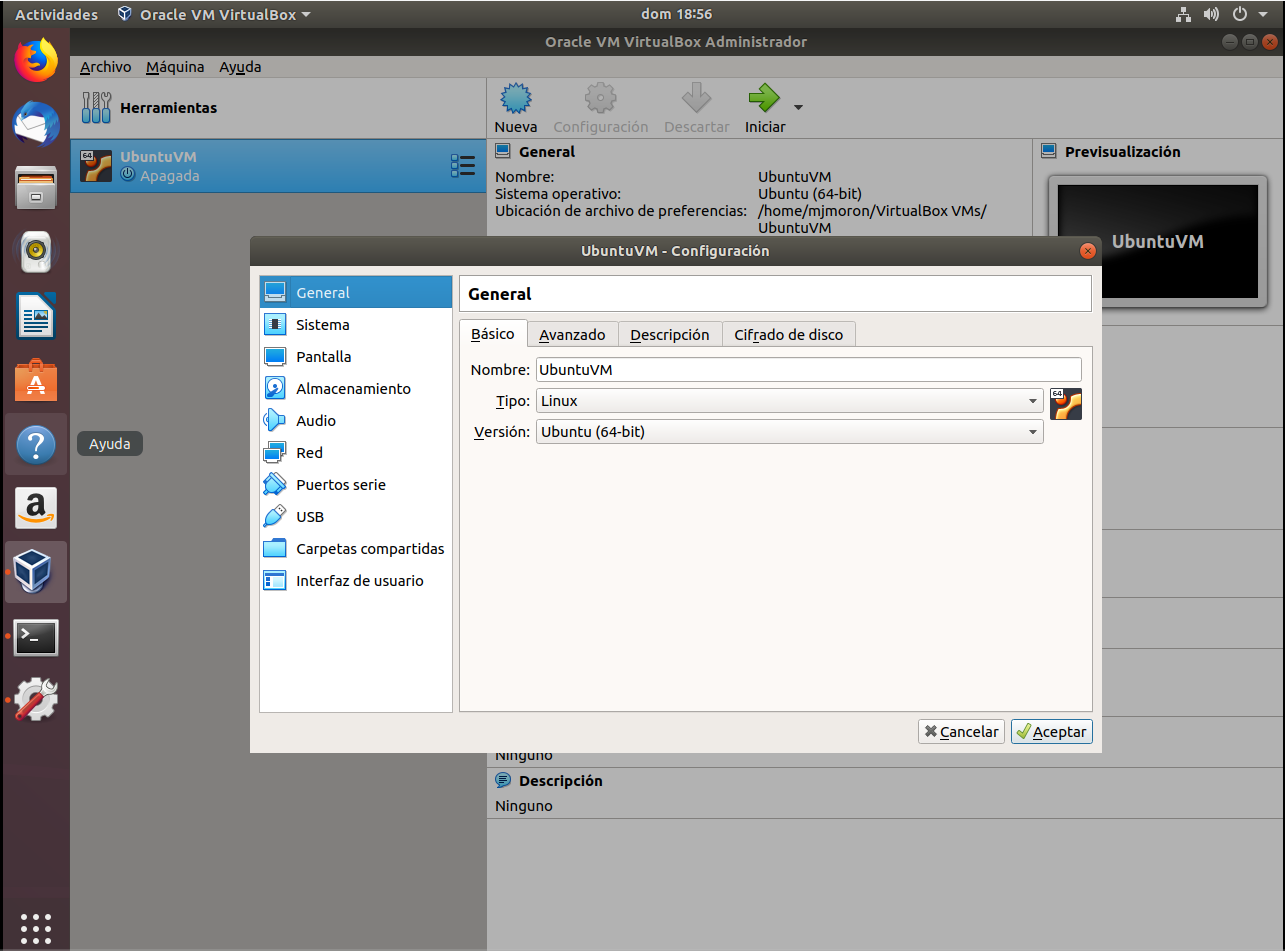 Actividades Oracle VM VirtualBox dom 18:56
Oracle VM VirtualBox Administrador
Archivo Máquina Ayuda
Herramientas
Nueva Configuración Descartar Iniciar
64 UbuntuVM
Apagada
General
Nombre: UbuntuVM
Sistema operativo: Ubuntu (64-bit)
Ubicación de archivo de preferencias: /home/mjmoron/VirtualBox VMs/
UbuntuVM
Previsualización
UbuntuVM
UbuntuVM - Configuración
General
Sistema
Pantalla
Almacenamiento
Audio
Red
Puertos serie
USB
Carpetas compartidas
Interfaz de usuario
General
Básico Avanzado Descripción Cifrado de disco
Nombre: UbuntuVM
Tipo: Linux 64
Versión: Ubuntu (64-bit)
Cancelar Aceptar
Ayuda
Ninguno
Descripción
Ninguno